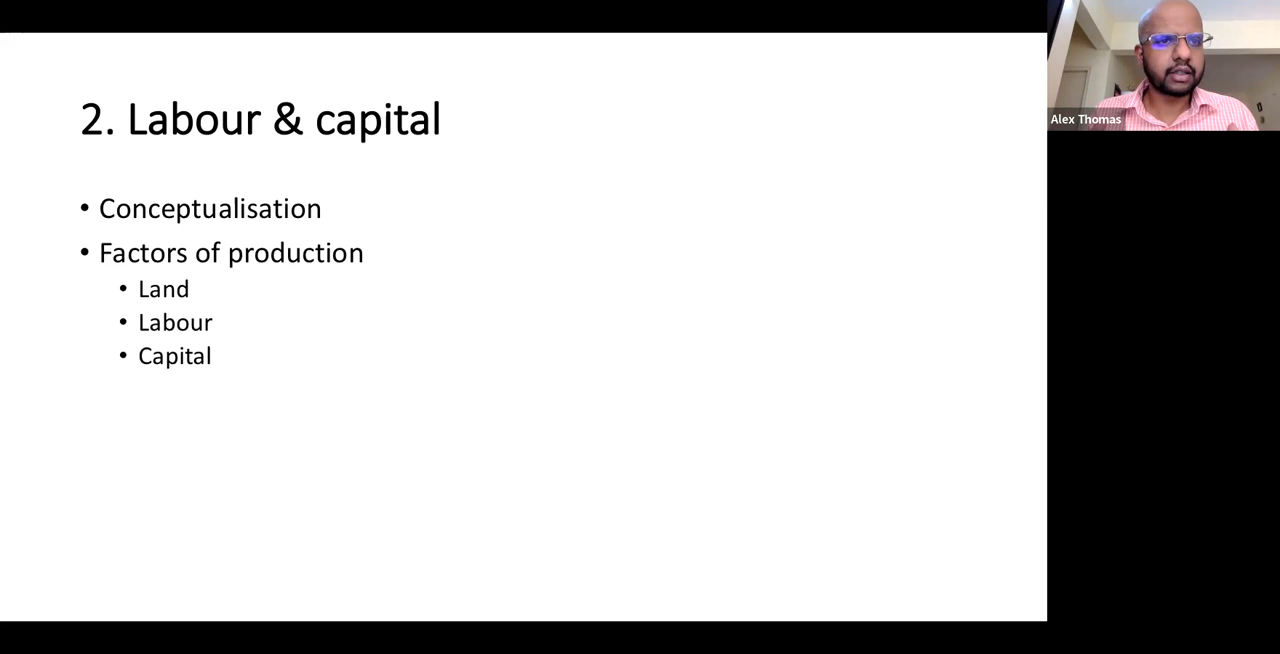 2. Labour & capital
• Conceptualisation
• Factors of production
• Land
• Labour
• Capital
Alex Thomas